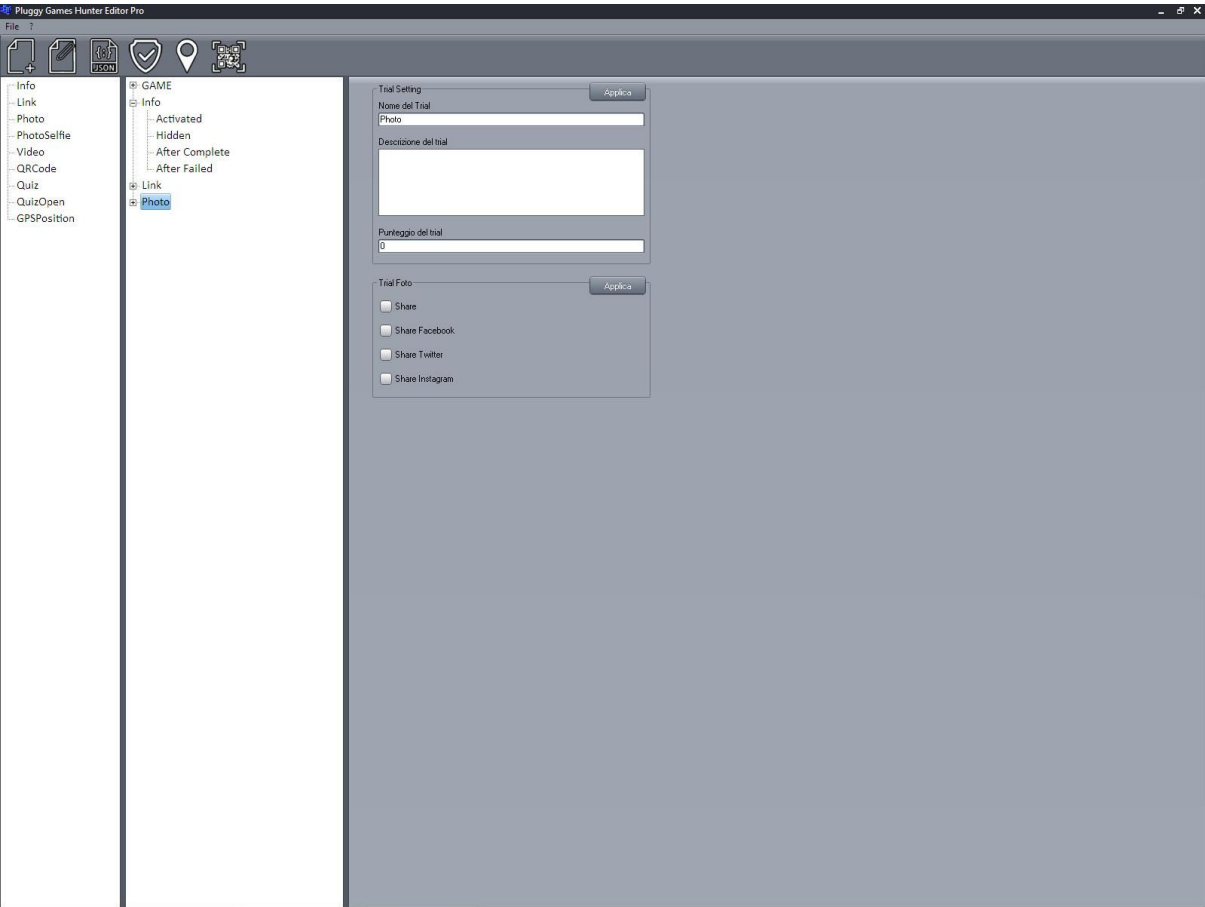 Pluggy Games Hunter Editor Pro
File ?
JSON
Info
Link
Photo
PhotoSelfie
Video
QRCode
Quiz
QuizOpen
GPSPosition
GAME
Info
Activated
Hidden
After Complete
After Failed
Link
Photo
Trial Setting
Applica
Nome del Trial
Photo
Descrizione del trial
Punteggio del trial
0
Trial Foto
Applica
Share
Share Facebook
Share Twitter
Share Instagram